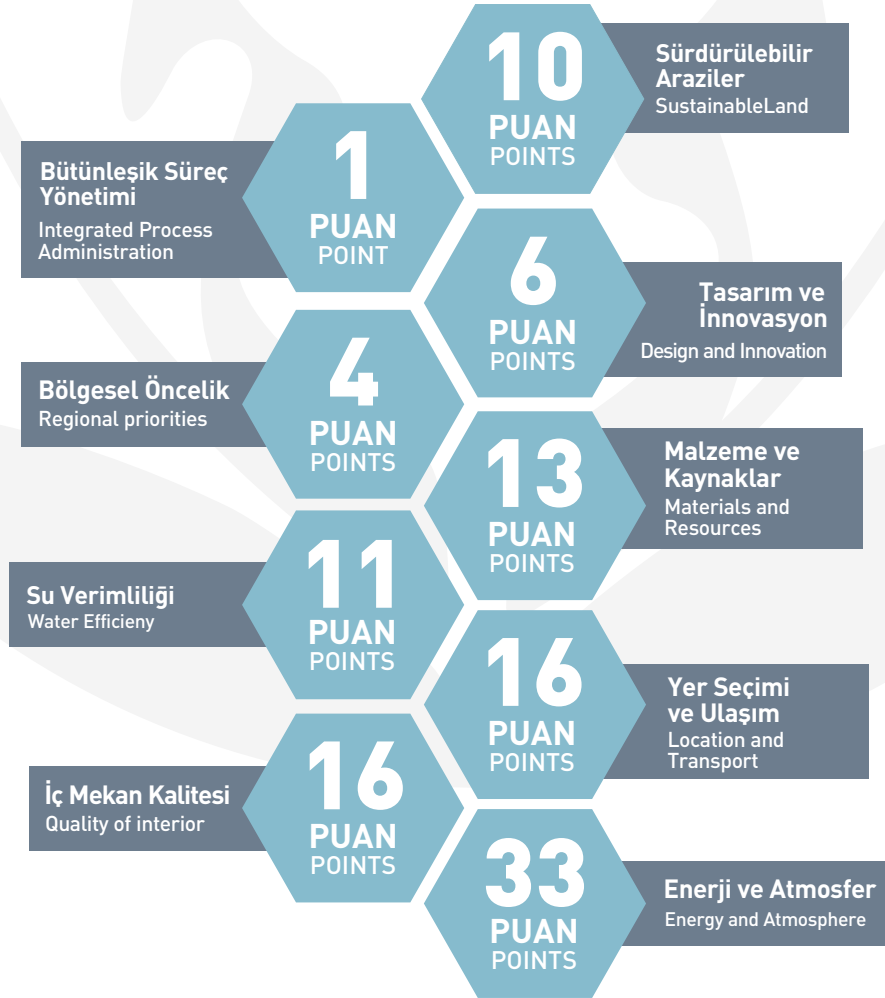 10
PUAN
POINTS
Sürdürülebilir
Araziler
SustainableLand
Bütünleşik Süreç
Yönetimi
Integrated Process
Administration
1
PUAN
POINT
6
PUAN
POINTS
Tasarım ve
İnnovasyon
Design and Innovation
Bölgesel Öncelik
Regional priorities
4
PUAN
POINTS
13
PUAN
POINTS
Malzeme ve
Kaynaklar
Materials and
Resources
Su Verimliliği
Water Efficieny
11
PUAN
POINTS
16
PUAN
POINTS
Yer Seçimi
ve Ulaşım
Location and
Transport
İç Mekan Kalitesi
Quality of interior
16
PUAN
POINTS
33
PUAN
POINTS
Enerji ve Atmosfer
Energy and Atmosphere